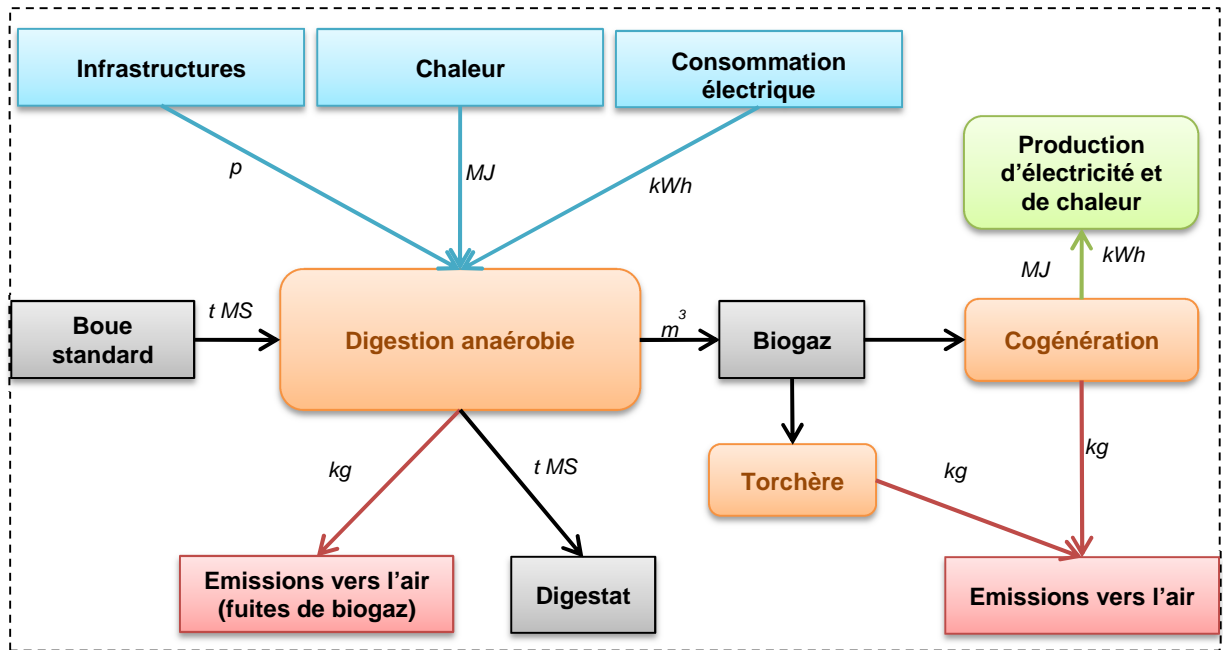 Infrastructures
Chaleur
Consommation
électrique
p
MJ
kWh
Production
d'électricité et
de chaleur
MJ
kWh
Boue
standard
t MS
Digestion anaérobie
m3
Biogaz
Cogénération
kg
t MS
Torchère
kg
kg
Emissions vers l'air
(fuites de biogaz)
Digestat
Emissions vers l'air